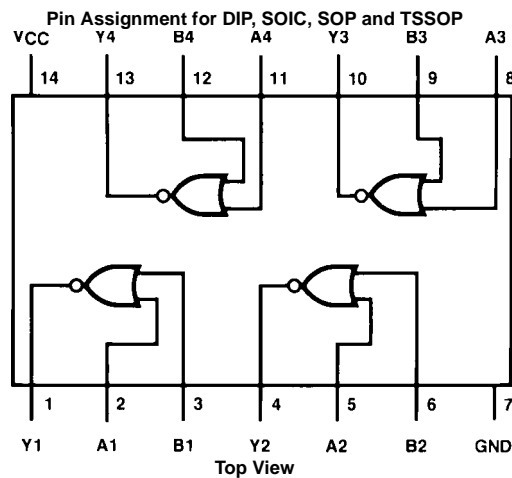 Pin Assignment for DIP, SOIC, SOP and TSSOP
VCC Y4 B4 A4 Y3 B3 A3
14 13 12 11 10 9 8
1 2 3 4 5 6 7
Y1 A1 B1 Y2 A2 B2 GND
Top View